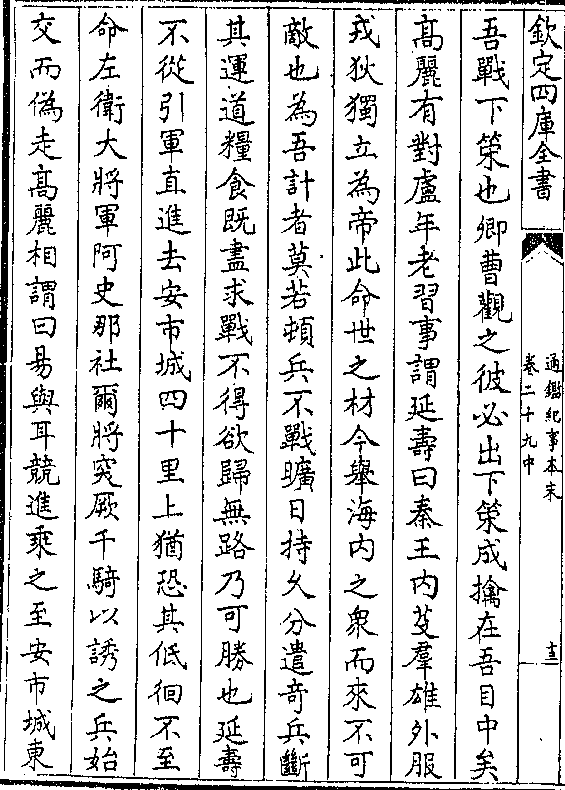 欽定四庫全書
通鑑紀事本末
卷二十九中
十三
吾戰下策也卿曹觀之彼必出下策成擒在吾目中矣
髙麗有對盧年老習事謂延壽曰秦王内芟羣雄外服
戎狄獨立為帝此命世之材今舉海内之衆而來不可
敵也為吾計者莫若頓兵不戰曠日持久分遣竒兵斷
其運道糧食既盡求戰不得欲歸無路乃可勝也延壽
不從引軍直進去安市城四十里上猶恐其低徊不至
命左衛大將軍阿史那社爾將突厥千騎以誘之兵始
交而偽走髙麗相謂曰易與耳競進乘之至安市城東